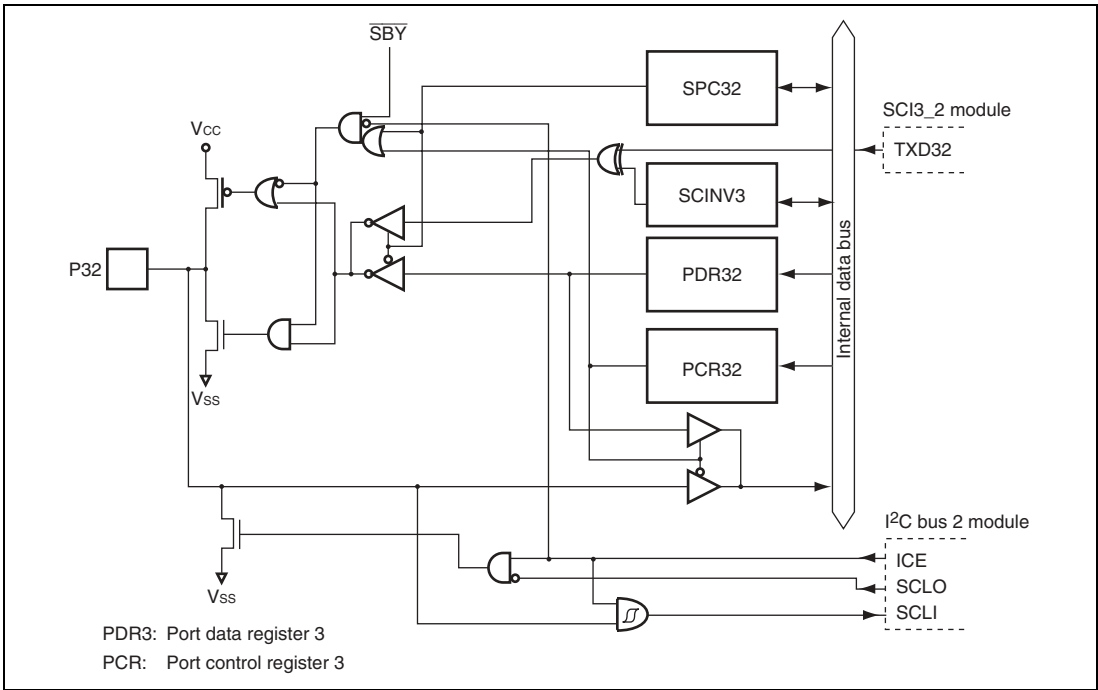 SBY
SPC32
SCI3_2 module
VCC
TXD32
SCINV3
P32
PDR32
Internal data bus
PCR32
VSS
I2C bus 2 module
ICE
SCLO
VSS
SCLI
PDR3: Port data register 3
PCR: Port control register 3